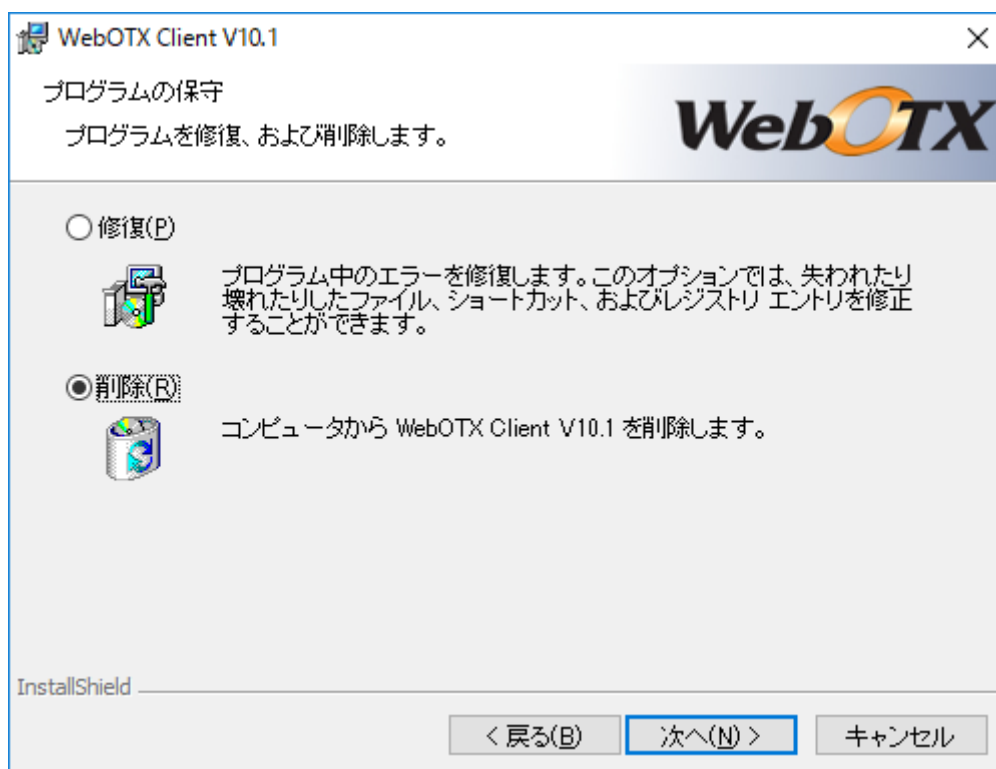 WebOTX Client V10.1
プログラムの保守
プログラムを修復、および削除します。
WebOTX
修復(P)
プログラム中のエラーを修復します。このオプションでは、失われたり
壊れたりしたファイル、ショートカット、およびレジストリ エントリを修正
することができます。
削除(R)
コンピュータから WebOTX Client V10.1 を削除します。
InstallShield
< 戻る(B)
次へ(N) >
キャンセル